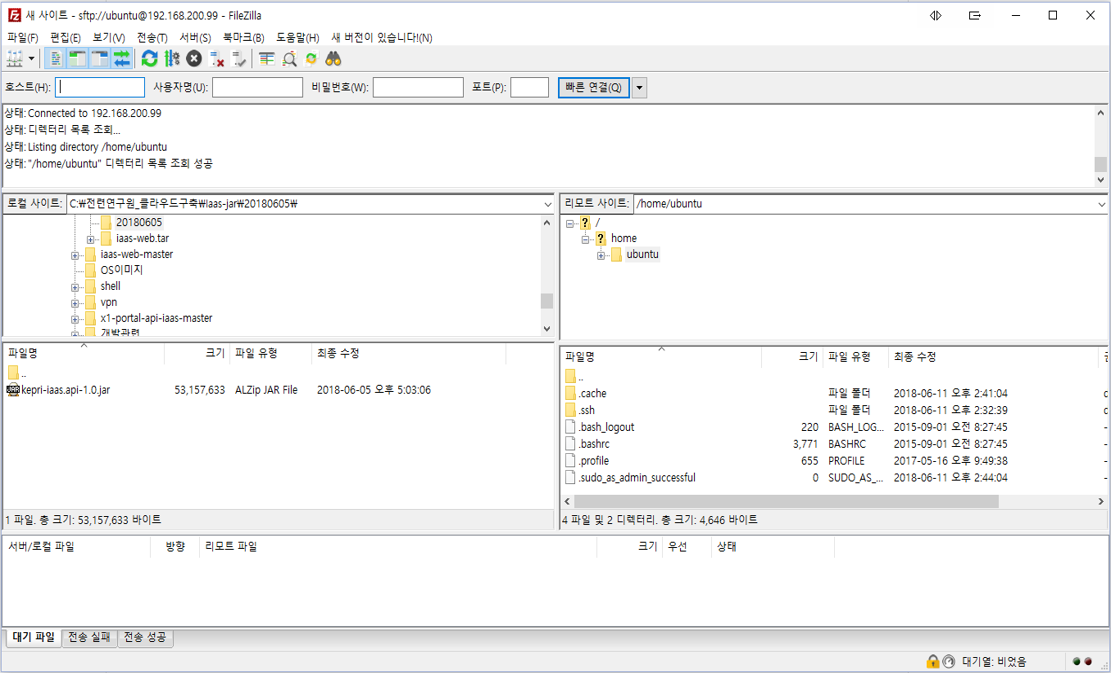 새 사이트 - sftp://ubuntu@192.168.200.99 - FileZilla
파일(F) 편집(E) 보기(V) 전송(T) 서버(S) 북마크(B) 도움말(H) 새 버전이 있습니다!(N)
호스트(H): 사용자명(U): 비밀번호(W): 포트(P): 빠른 연결(Q)
상태: Connected to 192.168.200.99
상태: 디렉터리 목록 조회...
상태: Listing directory /home/ubuntu
상태: "/home/ubuntu" 디렉터리 목록 조회 성공
로컬 사이트: C:₩전련연구원_클라우드구축₩Iaas-jar₩20180605₩
20180605
iaas-web.tar
iaas-web-master
OS이미지
shell
vpn
x1-portal-api-iaas-master
개발관련
리모트 사이트: /home/ubuntu
/
home
ubuntu
파일명 크기 파일 유형 최종 수정
..
kepri-iaas.api-1.0.jar 53,157,633 ALZip JAR File 2018-06-05 오후 5:03:06
1 파일. 총 크기: 53,157,633 바이트
파일명 크기 파일 유형 최종 수정
..
.cache 파일 폴더 2018-06-11 오후 2:41:04
.ssh 파일 폴더 2018-06-11 오후 2:32:39
.bash_logout 220 BASH_LOG... 2015-09-01 오전 8:27:45
.bashrc 3,771 BASHRC 2015-09-01 오전 8:27:45
.profile 655 PROFILE 2017-05-16 오후 9:49:38
.sudo_as_admin_successful 0 SUDO_AS_... 2018-06-11 오후 2:44:04
4 파일 및 2 디렉터리. 총 크기: 4,646 바이트
서버/로컬 파일 방향 리모트 파일 크기 우선 상태
대기 파일 전송 실패 전송 성공
대기열: 비었음